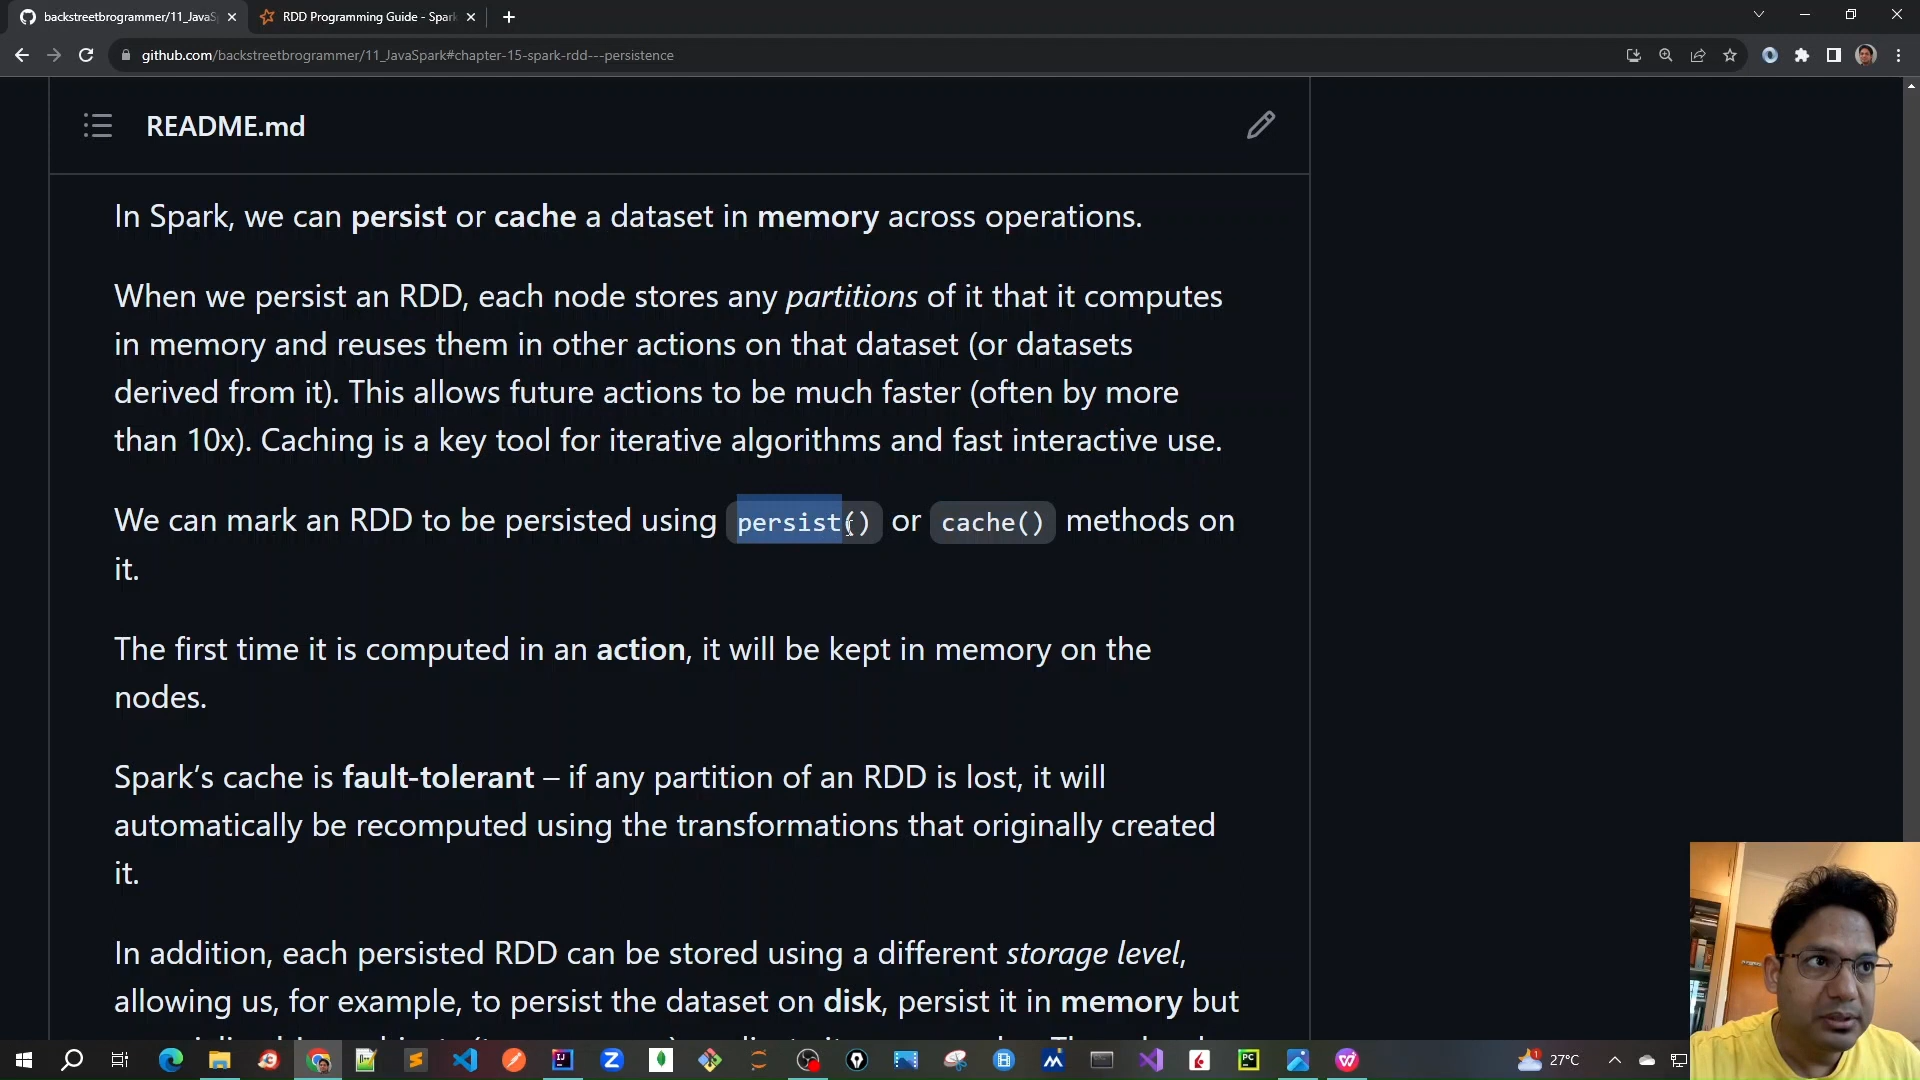 backstreetbrogrammer/11_JavaS
RDD Programming Guide - Spark
github.com/backstreetbrogrammer/11_JavaSpark#chapter-15-spark-rdd---persistence
README.md
In Spark, we can persist or cache a dataset in memory across operations.
When we persist an RDD, each node stores any partitions of it that it computes
in memory and reuses them in other actions on that dataset (or datasets
derived from it). This allows future actions to be much faster (often by more
than 10x). Caching is a key tool for iterative algorithms and fast interactive use.
We can mark an RDD to be persisted using persist() or cache() methods on
it.
The first time it is computed in an action, it will be kept in memory on the
nodes.
Spark’s cache is fault-tolerant – if any partition of an RDD is lost, it will
automatically be recomputed using the transformations that originally created
it.
In addition, each persisted RDD can be stored using a different storage level,
allowing us, for example, to persist the dataset on disk, persist it in memory but
27°C